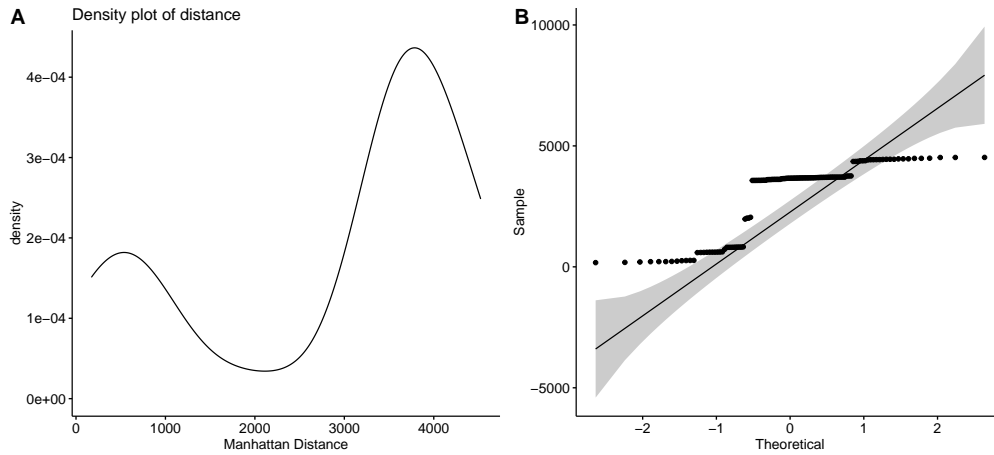 A
Density plot of distance
4e−04
3e−04
2e−04
1e−04
0e+00
density
0 1000 2000 3000 4000
Manhattan Distance
B
10000
5000
0
−5000
Sample
−2 −1 0 1 2
Theoretical